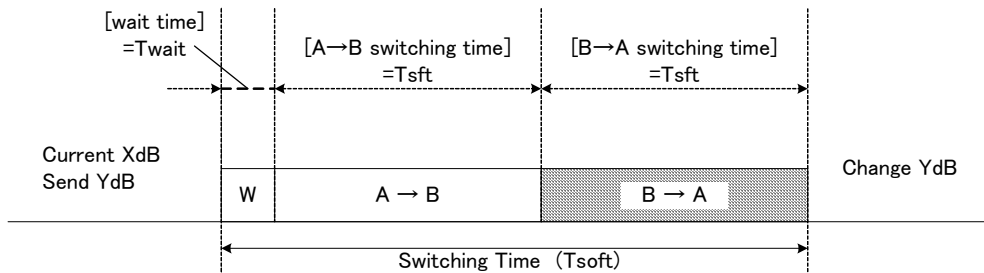 [wait time]
=Twait
[A→B switching time]
=Tsft
[B→A switching time]
=Tsft
Current XdB
Send YdB
W
A → B
B → A
Change YdB
Switching Time (Tsoft)